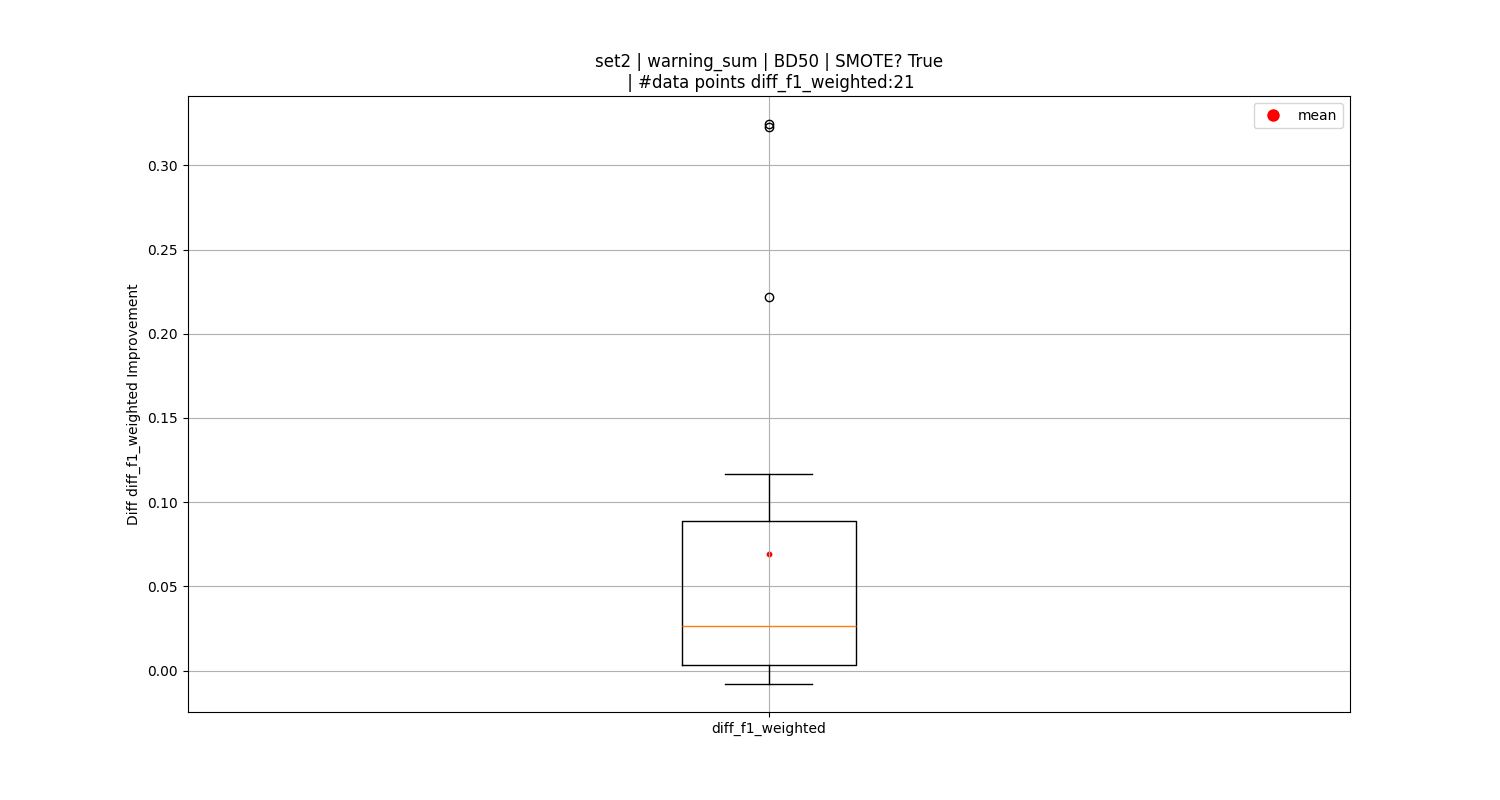 set2 | warning_sum | BD50 | SMOTE? True
| #data points diff_f1_weighted:21
mean
0.30
0.25
0.20
0.15
0.10
0.05
0.00
Diff diff_f1_weighted Improvement
diff_f1_weighted